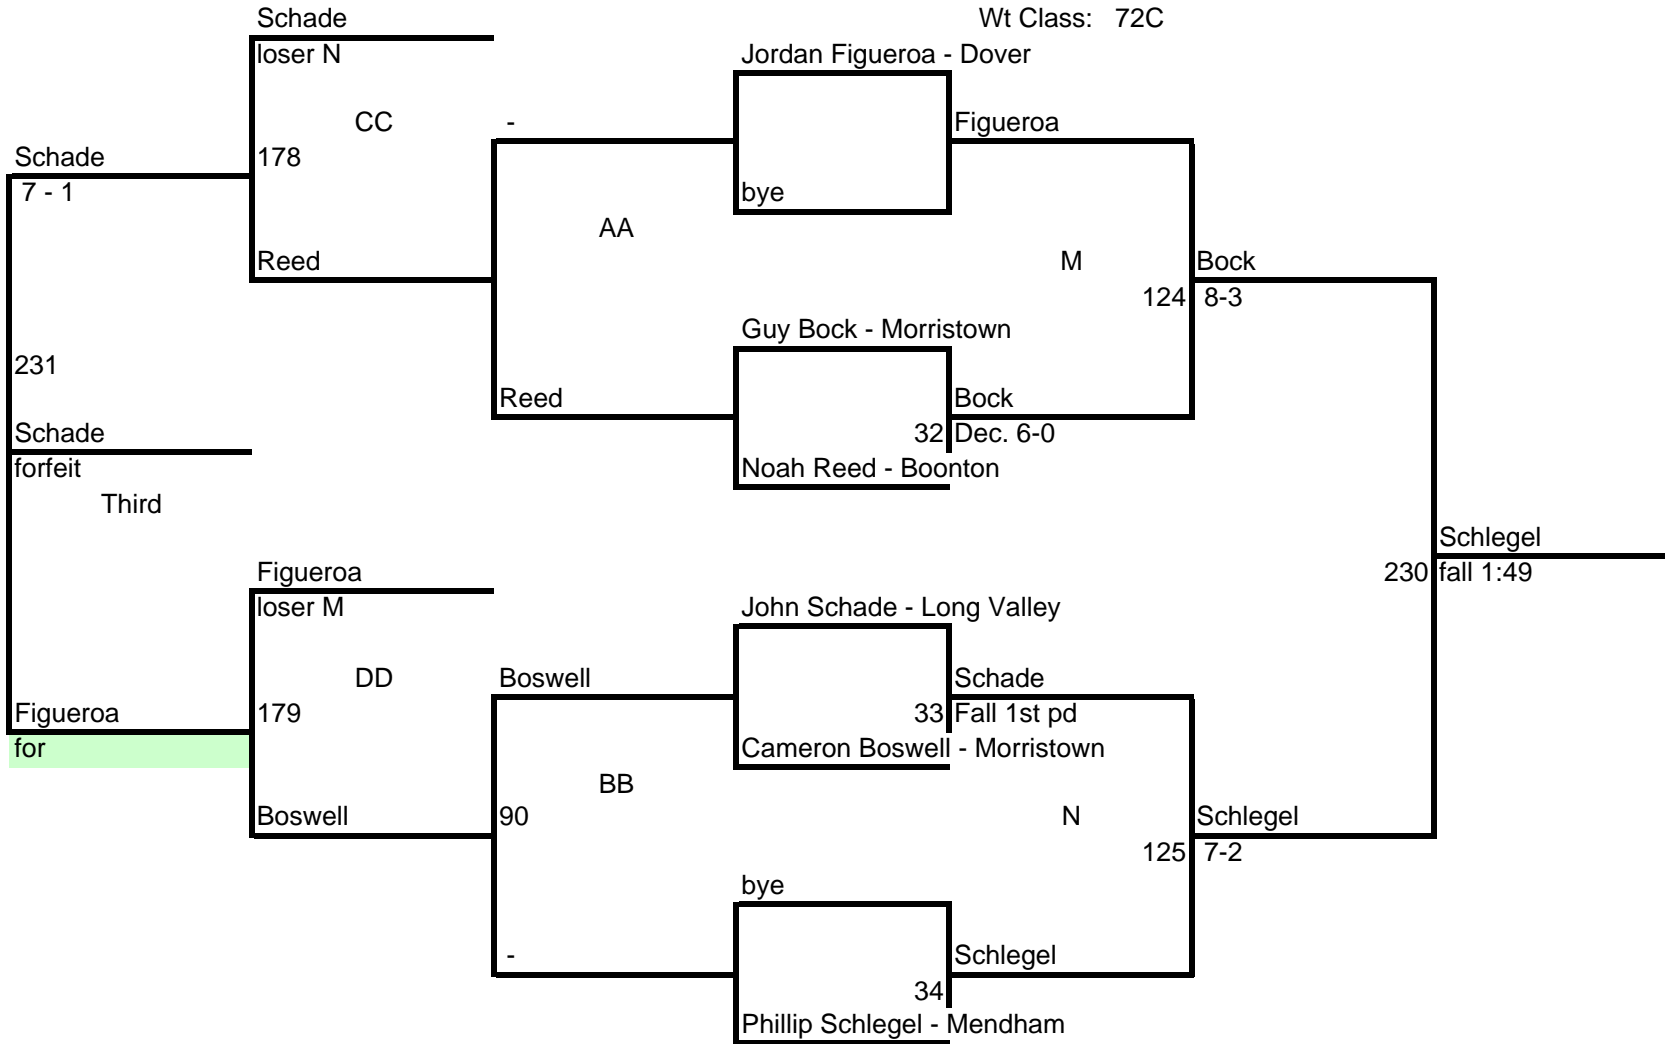 Schade
Wt Class: 72C
loser N
Jordan Figueroa - Dover
CC
-
Figueroa
Schade
178
7 - 1
bye
AA
Reed
M
Bock
124
8-3
Guy Bock - Morristown
231
Reed
Bock
Schade
32
Dec. 6-0
forfeit
Noah Reed - Boonton
Third
Schlegel
Figueroa
230
fall 1:49
loser M
John Schade - Long Valley
DD
Boswell
Schade
Figueroa
179
33
Fall 1st pd
for
Cameron Boswell - Morristown
BB
Boswell
90
N
Schlegel
125
7-2
bye
-
Schlegel
34
Phillip Schlegel - Mendham